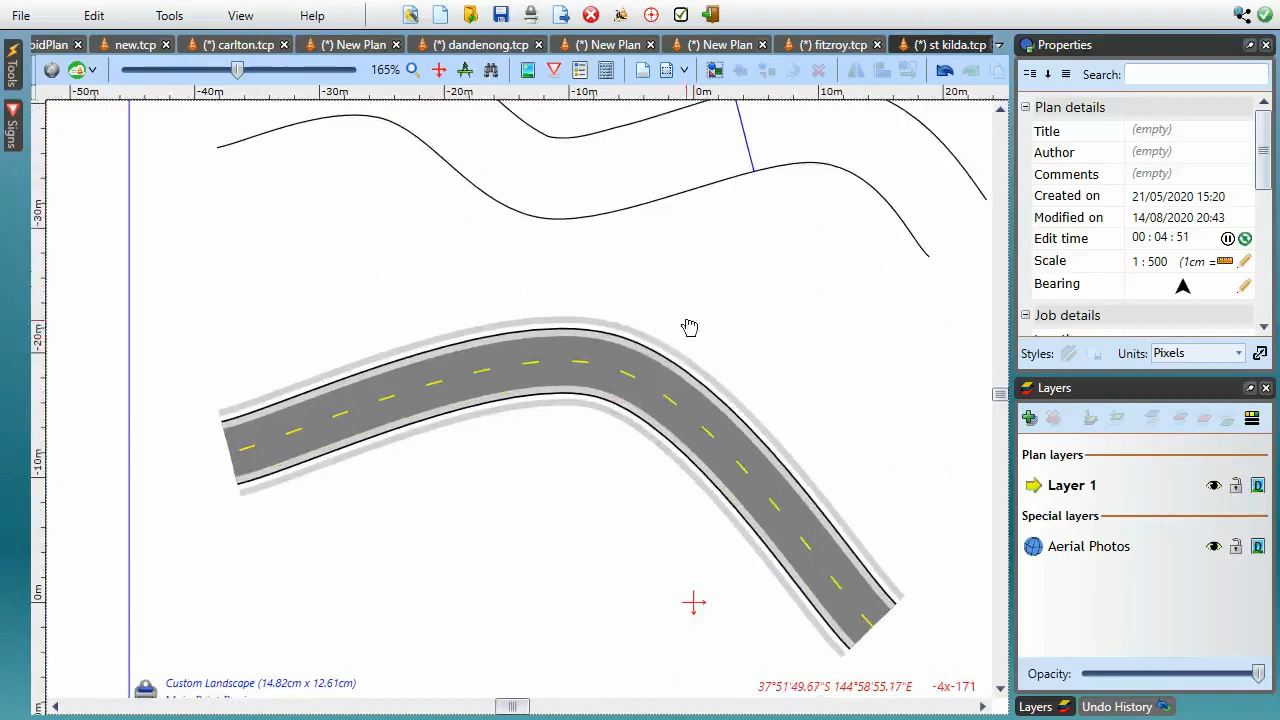 File Edit Tools View Help
oidPlan new.tcp (*) carlton.tcp (*) New Plan (*) dandenong.tcp (*) New Plan (*) New Plan (*) fitzroy.tcp (*) st kilda.tcp
Tools
Signs
165%
-50m -40m -30m -20m -10m 0m 10m 20m
-30m
-20m
-10m
0m
Custom Landscape (14.82cm x 12.61cm)
37°51'49.67"S 144°58'55.17"E -4x-171
Properties
Search:
Plan details
Title (empty)
Author (empty)
Comments (empty)
Created on 21/05/2020 15:20
Modified on 14/08/2020 20:43
Edit time 00 : 04 : 51
Scale 1 : 500 (1cm =
Bearing
Job details
Styles: Units: Pixels
Layers
Plan layers
Layer 1
Special layers
Aerial Photos
Opacity:
Layers Undo History